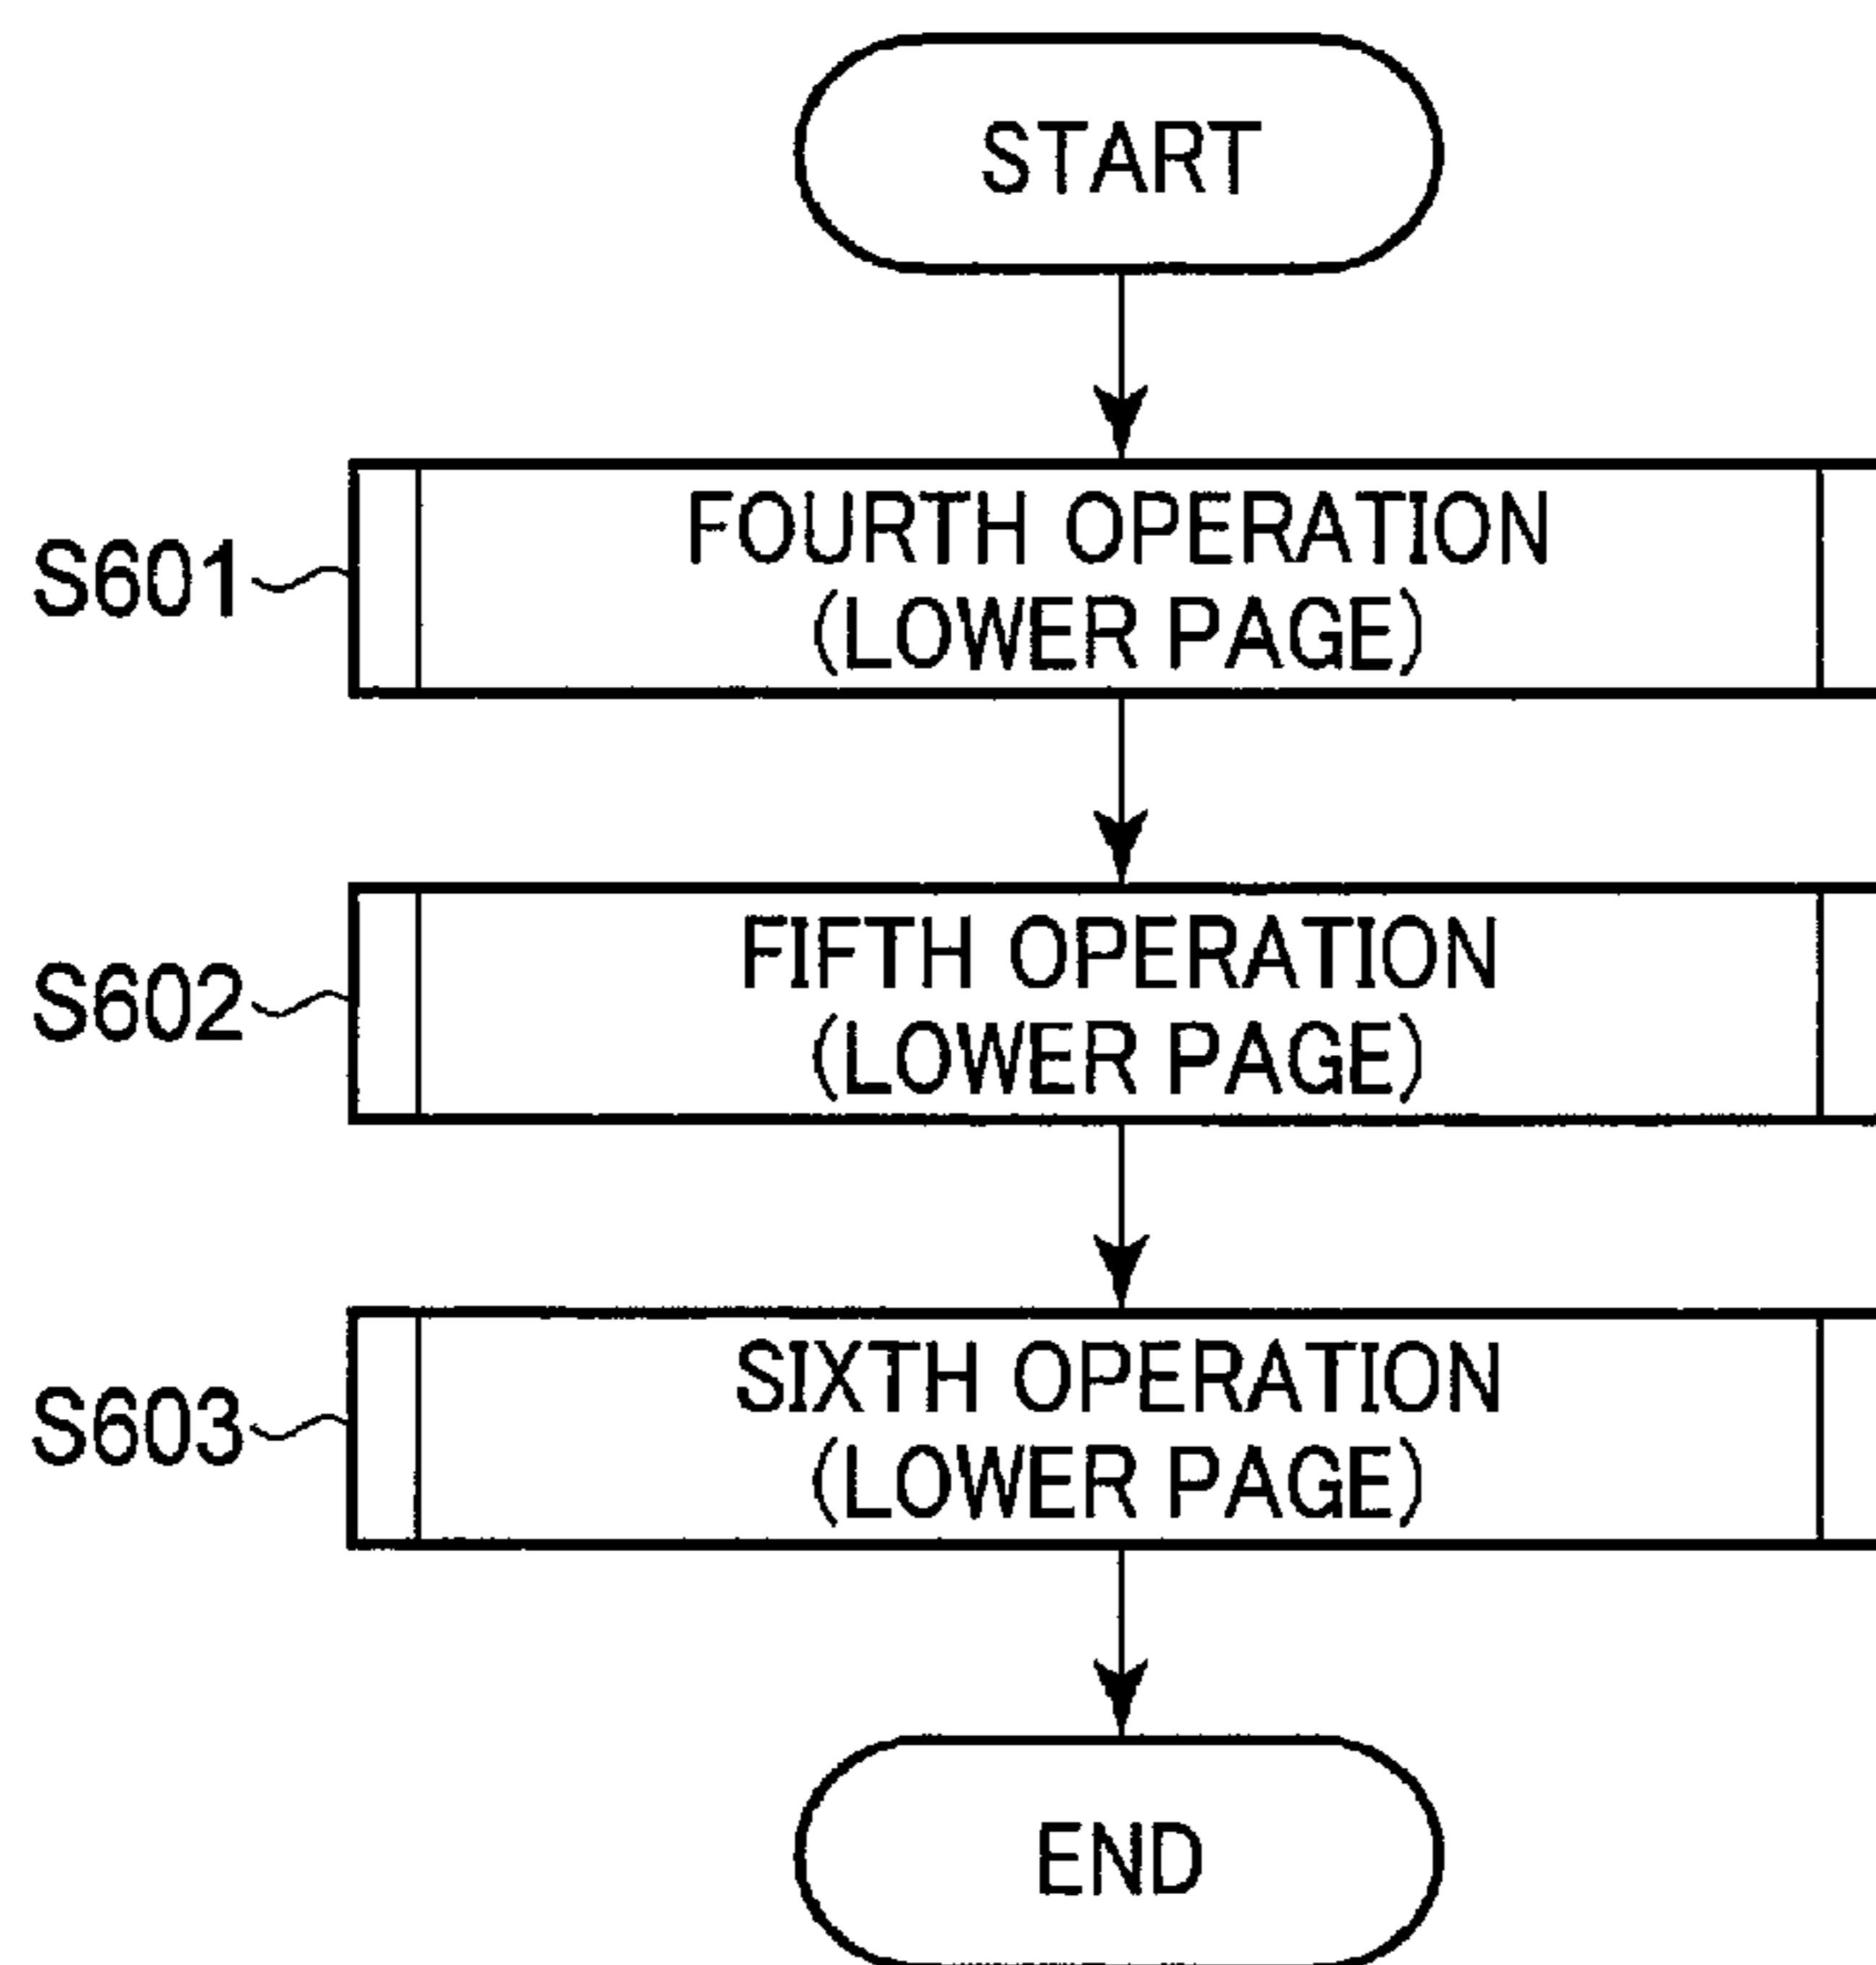 START
S601
FOURTH OPERATION
(LOWER PAGE)
S602
FIFTH OPERATION
(LOWER PAGE)
S603
SIXTH OPERATION
(LOWER PAGE)
END